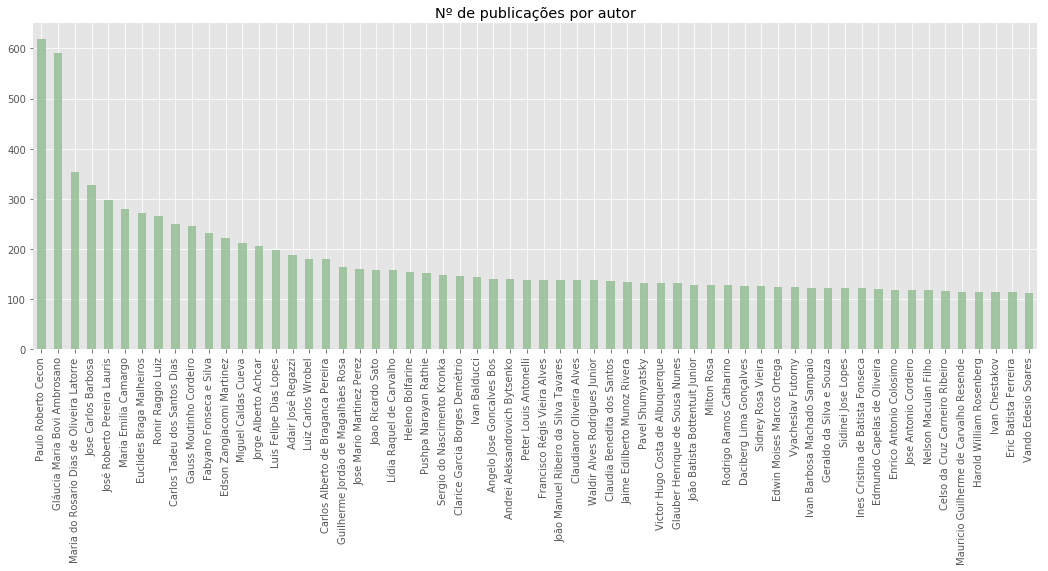 Nº de publicações por autor
600
500
400
300
200
100
0
Paulo Roberto Cecon
Gláucia Maria Bovi Ambrosano
Maria do Rosario Dias de Oliveira Latorre
Jose Carlos Barbosa
José Roberto Pereira Lauris
Maria Emilia Camargo
Euclides Braga Malheiros
Ronir Raggio Luiz
Carlos Tadeu dos Santos Dias
Gauss Moutinho Cordeiro
Fabyano Fonseca e Silva
Edson Zangiacomi Martinez
Miguel Caldas Cueva
Jorge Alberto Achcar
Luis Felipe Dias Lopes
Adair José Regazzi
Luiz Carlos Wrobel
Carlos Alberto de Braganca Pereira
Guilherme Jordão de Magalhães Rosa
Jose Mario Martinez Perez
Joao Ricardo Sato
Lídia Raquel de Carvalho
Heleno Bolfarine
Pushpa Narayan Rathie
Sergio do Nascimento Kronka
Clarice Garcia Borges Demétrio
Ivan Balducci
Angelo Jose Goncalves Bos
Andrei Aleksandrovich Bytsenko
Peter Louis Antonelli
Francisco Régis Vieira Alves
João Manuel Ribeiro da Silva Tavares
Claudianor Oliveira Alves
Waldir Alves Rodrigues Junior
Claudia Benedita dos Santos
Jaime Edilberto Munoz Rivera
Pavel Shumyatsky
Victor Hugo Costa de Albuquerque
Glauber Henrique de Sousa Nunes
João Batista Bottentuit Junior
Milton Rosa
Rodrigo Ramos Catharino
Daciberg Lima Gonçalves
Sidney Rosa Vieira
Edwin Moises Marcos Ortega
Vyacheslav Futorny
Ivan Barbosa Machado Sampaio
Geraldo da Silva e Souza
Sidinei Jose Lopes
Ines Cristina de Batista Fonseca
Edmundo Capelas de Oliveira
Enrico Antonio Colosimo
Jose Antonio Cordeiro
Nelson Maculan Filho
Celso da Cruz Carneiro Ribeiro
Mauricio Guilherme de Carvalho Resende
Harold William Rosenberg
Ivan Chestakov
Eric Batista Ferreira
Vando Edesio Soares